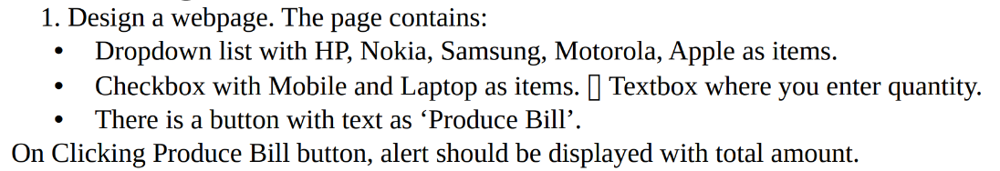 1. Design a webpage. The page contains:
• Dropdown list with HP, Nokia, Samsung, Motorola, Apple as items.
• Checkbox with Mobile and Laptop as items. ▯ Textbox where you enter quantity.
• There is a button with text as ‘Produce Bill’.
On Clicking Produce Bill button, alert should be displayed with total amount.